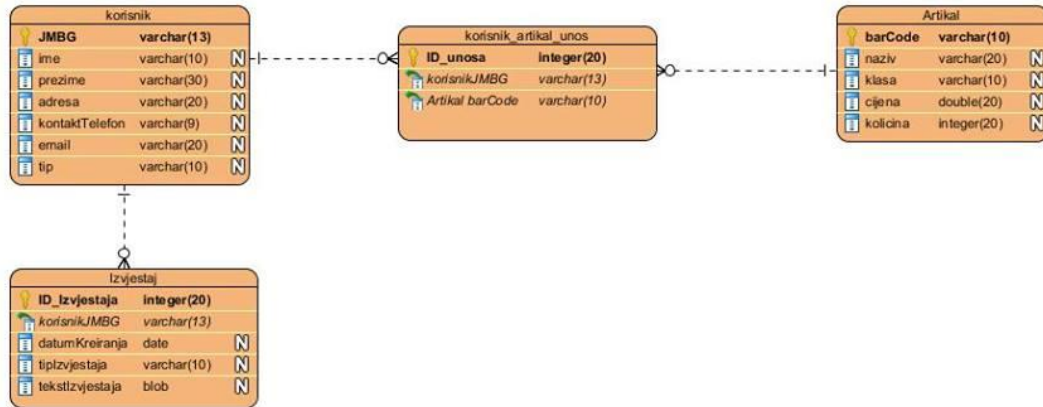 korisnik
JMBG varchar(13)
ime varchar(10) N
prezime varchar(30) N
adresa varchar(20) N
kontaktTelefon varchar(9) N
email varchar(20) N
tip varchar(10) N
korisnik_artikal_unos
ID_unosa integer(20)
korisnikJMBG varchar(13)
Artikal barCode varchar(10)
Artikal
barCode varchar(10)
naziv varchar(20) N
klasa varchar(10) N
cijena double(20) N
kolicina integer(20) N
Izvjestaj
ID_Izvjestaja integer(20)
korisnikJMBG varchar(13)
datumKreiranja date N
tipIzvjestaja varchar(10) N
tekstIzvjestaja blob N